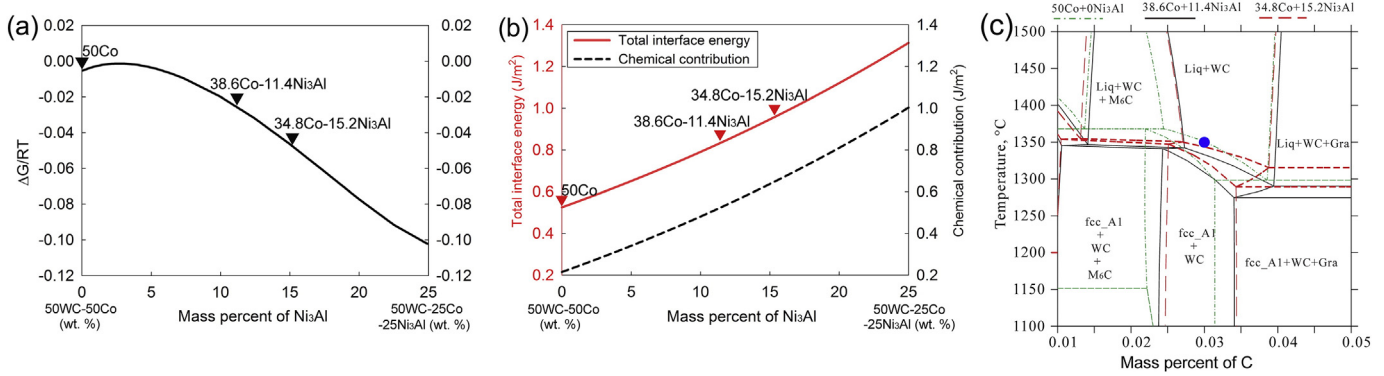 (a)
0.02
0.00
-0.02
-0.04
-0.06
-0.08
-0.10
-0.12
ΔG/RT
50Co
38.6Co-11.4Ni3Al
34.8Co-15.2Ni3Al
0.02
0.00
-0.02
-0.04
-0.06
-0.08
-0.10
-0.12
0 5 10 15 20 25
50WC-50Co
(wt. %)
Mass percent of Ni3Al
50WC-25Co
-25Ni3Al (wt. %)
(b)
1.4
1.2
1.0
0.8
0.6
0.4
0.2
Total interface energy (J/m2)
Total interface energy
Chemical contribution
34.8Co-15.2Ni3Al
38.6Co-11.4Ni3Al
50Co
1.4
1.2
1.0
0.8
0.6
0.4
0.2
Chemical contribution (J/m2)
0 5 10 15 20 25
50WC-50Co
(wt. %)
Mass percent of Ni3Al
50WC-25Co
-25Ni3Al (wt. %)
50Co+0Ni3Al 38.6Co+11.4Ni3Al 34.8Co+15.2Ni3Al
(c)
1500
1450
1400
1350
1300
1250
1200
1150
1100
Temperature, °C
Liq+WC
+ M6C
Liq+WC
Liq+WC+Gra
fcc_A1
+
WC
+
M6C
fcc_A1
+
WC
fcc_A1+WC+Gra
0.01 0.02 0.03 0.04 0.05
Mass percent of C